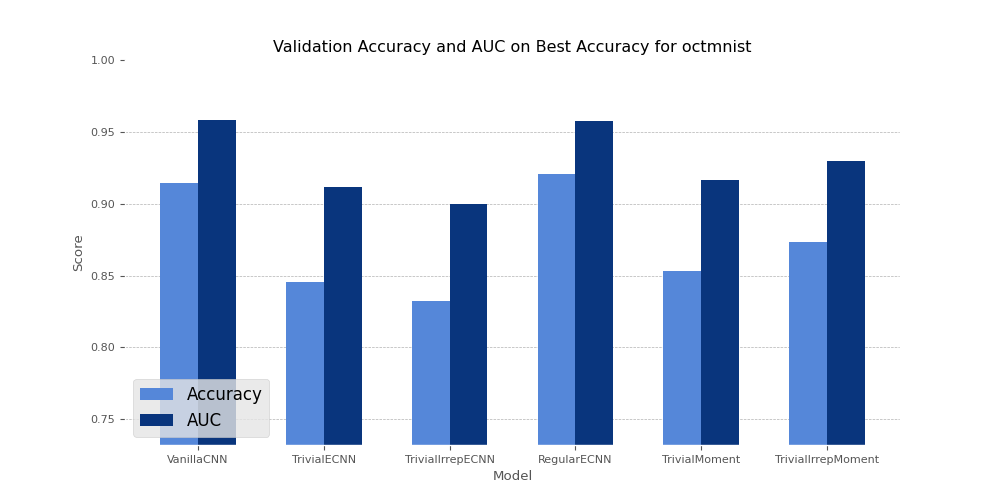 Validation Accuracy and AUC on Best Accuracy for octmnist
1.00
0.95
0.90
0.85
0.80
0.75
Score
Accuracy
AUC
VanillaCNN TrivialECNN TrivialIrrepECNN RegularECNN TrivialMoment TrivialIrrepMoment
Model